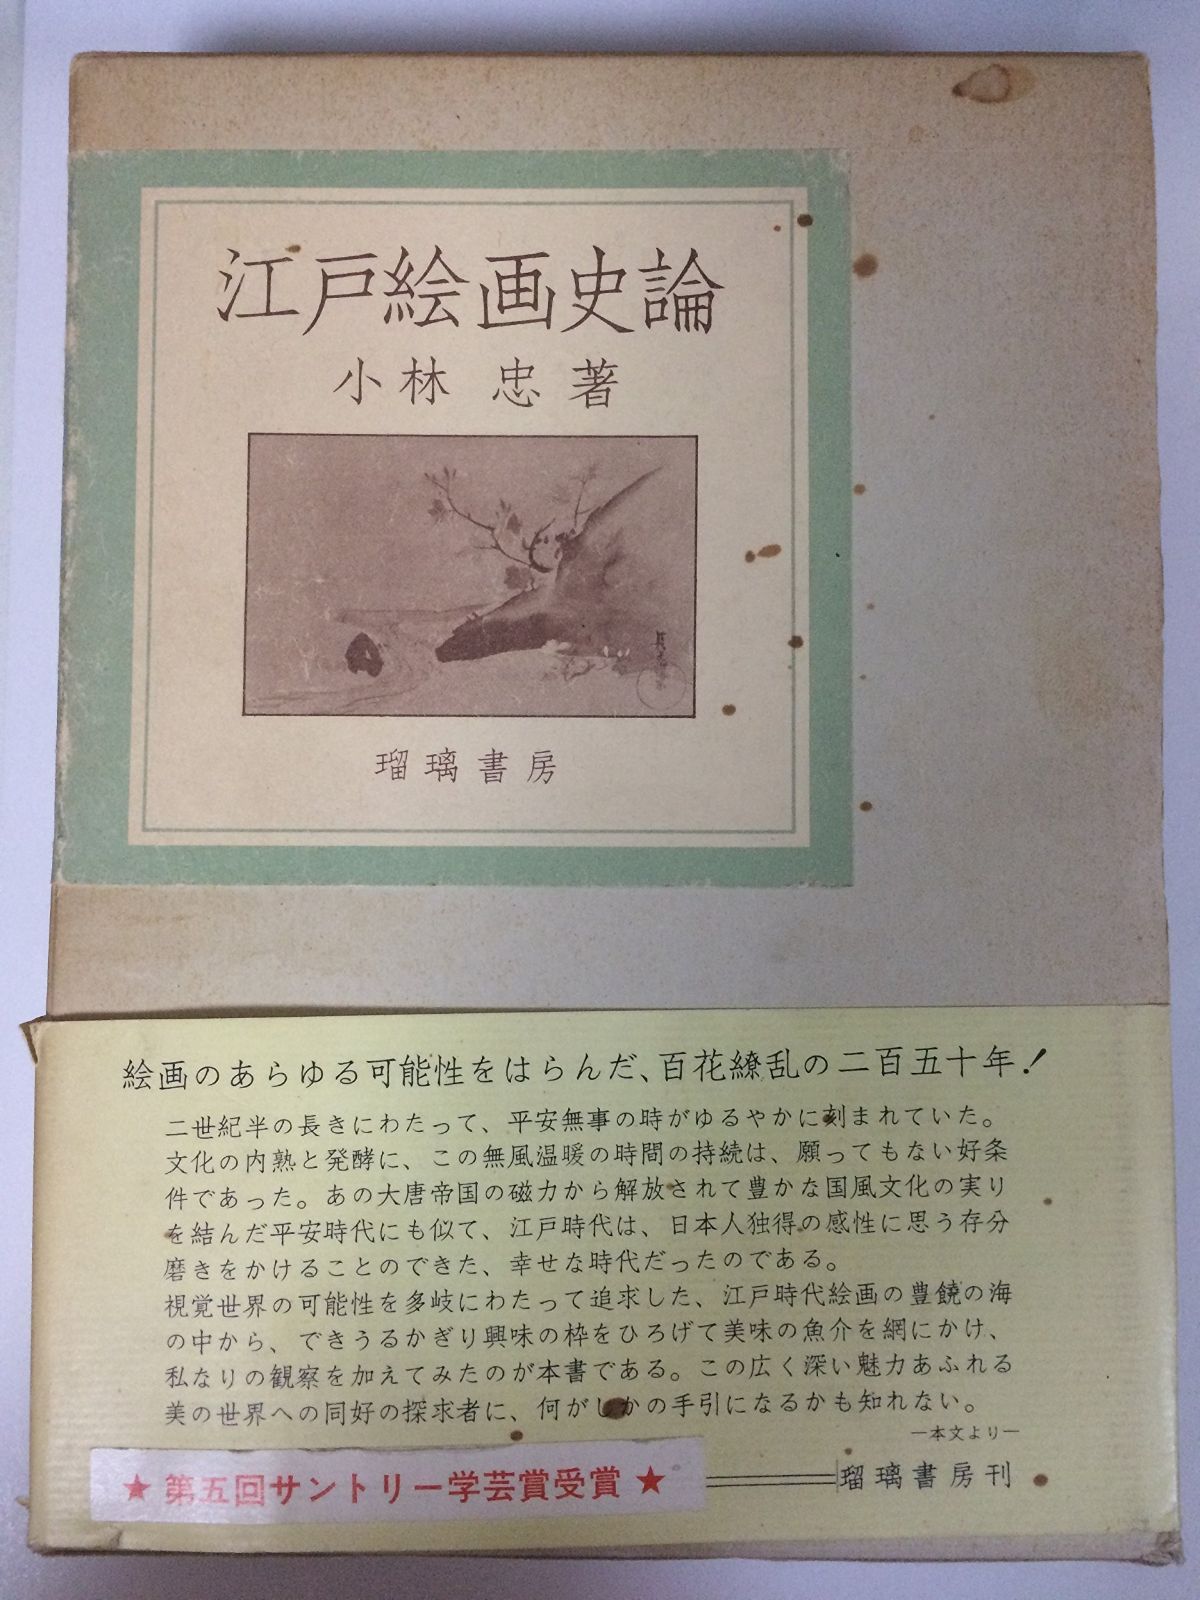 江戸絵画史論
小林 忠 著
瑠璃書房
絵画のあらゆる可能性をはらんだ、百花繚乱の二百五十年！
二世紀半の長きにわたって、平安無事の時がゆるやかに刻まれていた。
文化の内熟と発酵に、この無風温暖の時間の持続は、願ってもない好条
件であった。あの大唐帝国の磁力から解放されて豊かな国風文化の実り
を結んだ平安時代にも似て、江戸時代は、日本人独得の感性に思う存分
磨きをかけることのできた、幸せな時代だったのである。
視覚世界の可能性を多岐にわたって追求した、江戸時代絵画の豊饒の海
の中から、できうるかぎり興味の枠をひろげて美味の魚介を網にかけ、
私なりの観察を加えてみたのが本書である。この広く深い魅力あふれる
美の世界への同好の探求者に、何がしかの手引になるかも知れない。
—本文より—
★ 第五回サントリー学芸賞受賞 ★
瑠璃書房刊